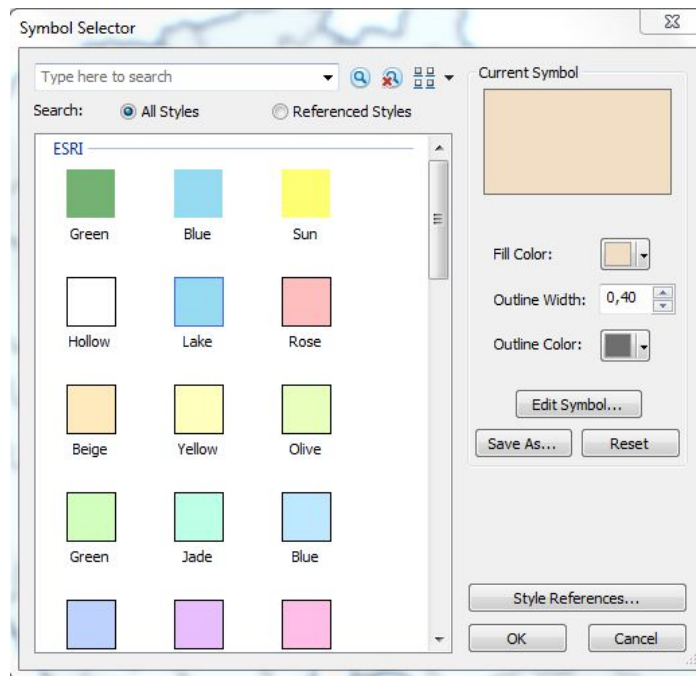 Symbol Selector
Type here to search
Search: All Styles Referenced Styles
ESRI
Green Blue Sun
Hollow Lake Rose
Beige Yellow Olive
Green Jade Blue
Current Symbol
Fill Color:
Outline Width: 0,40
Outline Color:
Edit Symbol...
Save As... Reset
Style References...
OK Cancel